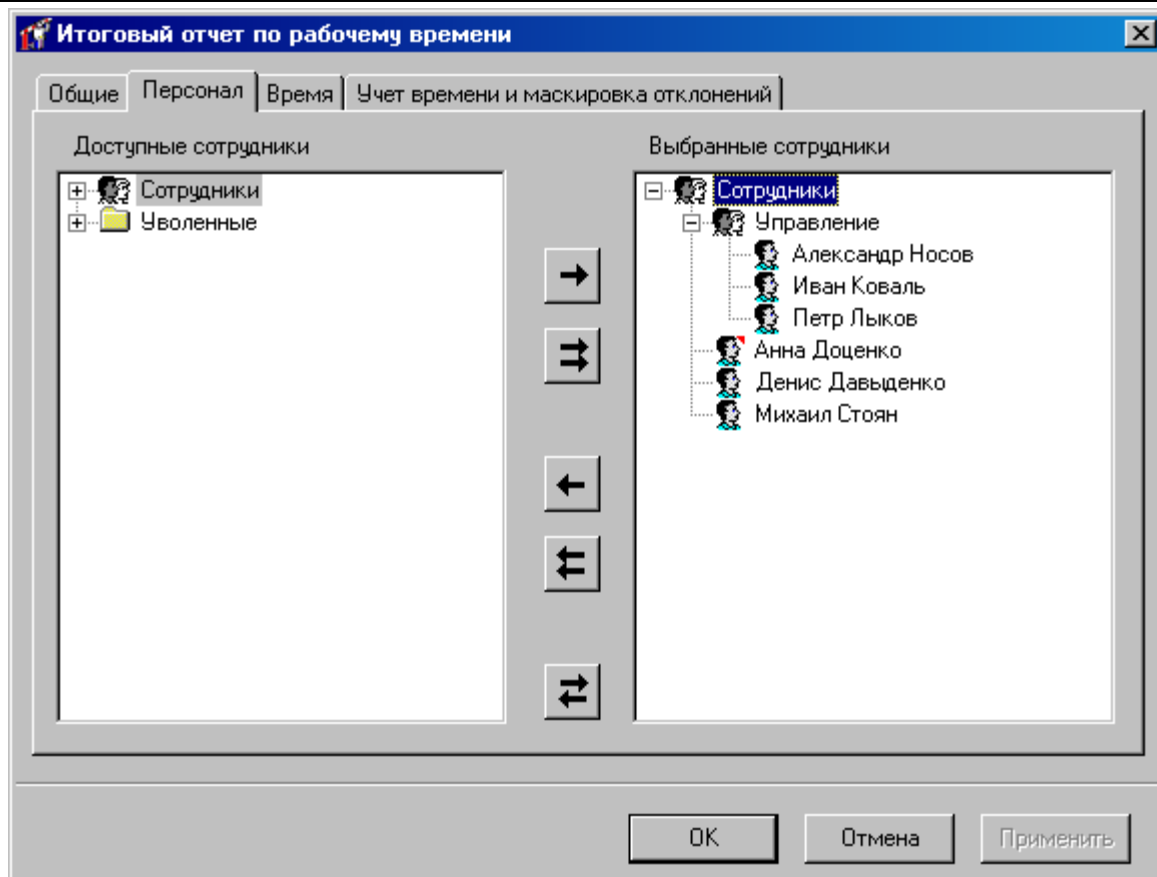 Итоговый отчет по рабочему времени
Общие Персонал Время Учет времени и маскировка отклонений
Доступные сотрудники
Сотрудники
Уволенные
Выбранные сотрудники
Сотрудники
Управление
Александр Носов
Иван Коваль
Петр Лыков
Анна Доценко
Денис Давыденко
Михаил Стоян
OK Отмена Применить